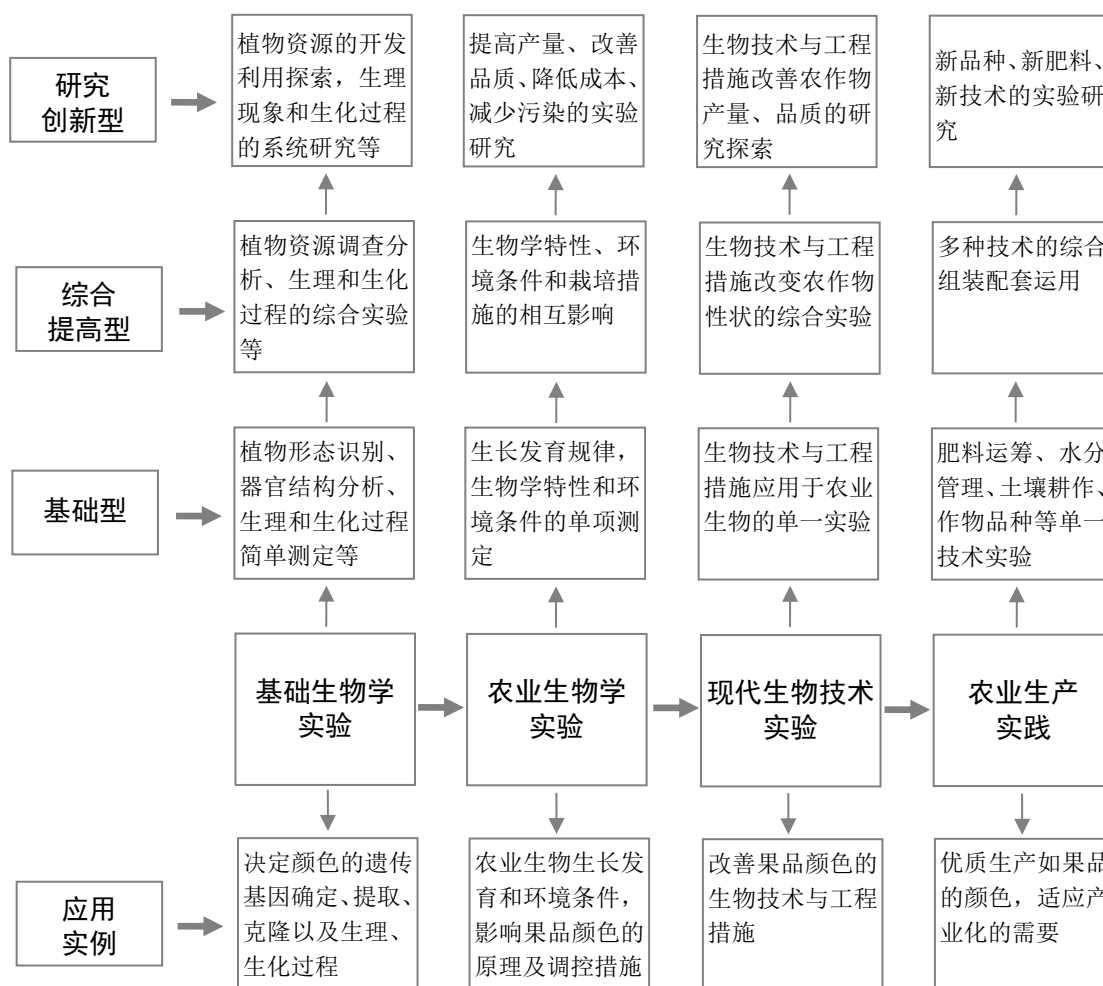 研究
创新型
植物资源的开发
利用探索，生理
现象和生化过程
的系统研究等
提高产量、改善
品质、降低成本、
减少污染的实验
研究
生物技术与工程
措施改善农作物
产量、品质的研
究探索
新品种、新肥料、
新技术的实验研
究
综合
提高型
植物资源调查分
析、生理和生化
过程的综合实验
等
生物学特性、环
境条件和栽培措
施的相互影响
生物技术与工程
措施改变农作物
性状的综合实验
多种技术的综合
组装配套运用
基础型
植物形态识别、
器官结构分析、
生理和生化过程
简单测定等
生长发育规律，
生物学特性和环
境条件的单项测
定
生物技术与工程
措施应用于农业
生物的单一实验
肥料运筹、水分
管理、土壤耕作、
作物品种等单一
技术实验
基础生物学
实验
农业生物学
实验
现代生物技术
实验
农业生产
实践
应用
实例
决定颜色的遗传
基因确定、提取、
克隆以及生理、
生化过程
农业生物生长发
育和环境条件，
影响果品颜色的
原理及调控措施
改善果品颜色的
生物技术与工程
措施
优质生产如果品
的颜色，适应产
业化的需要